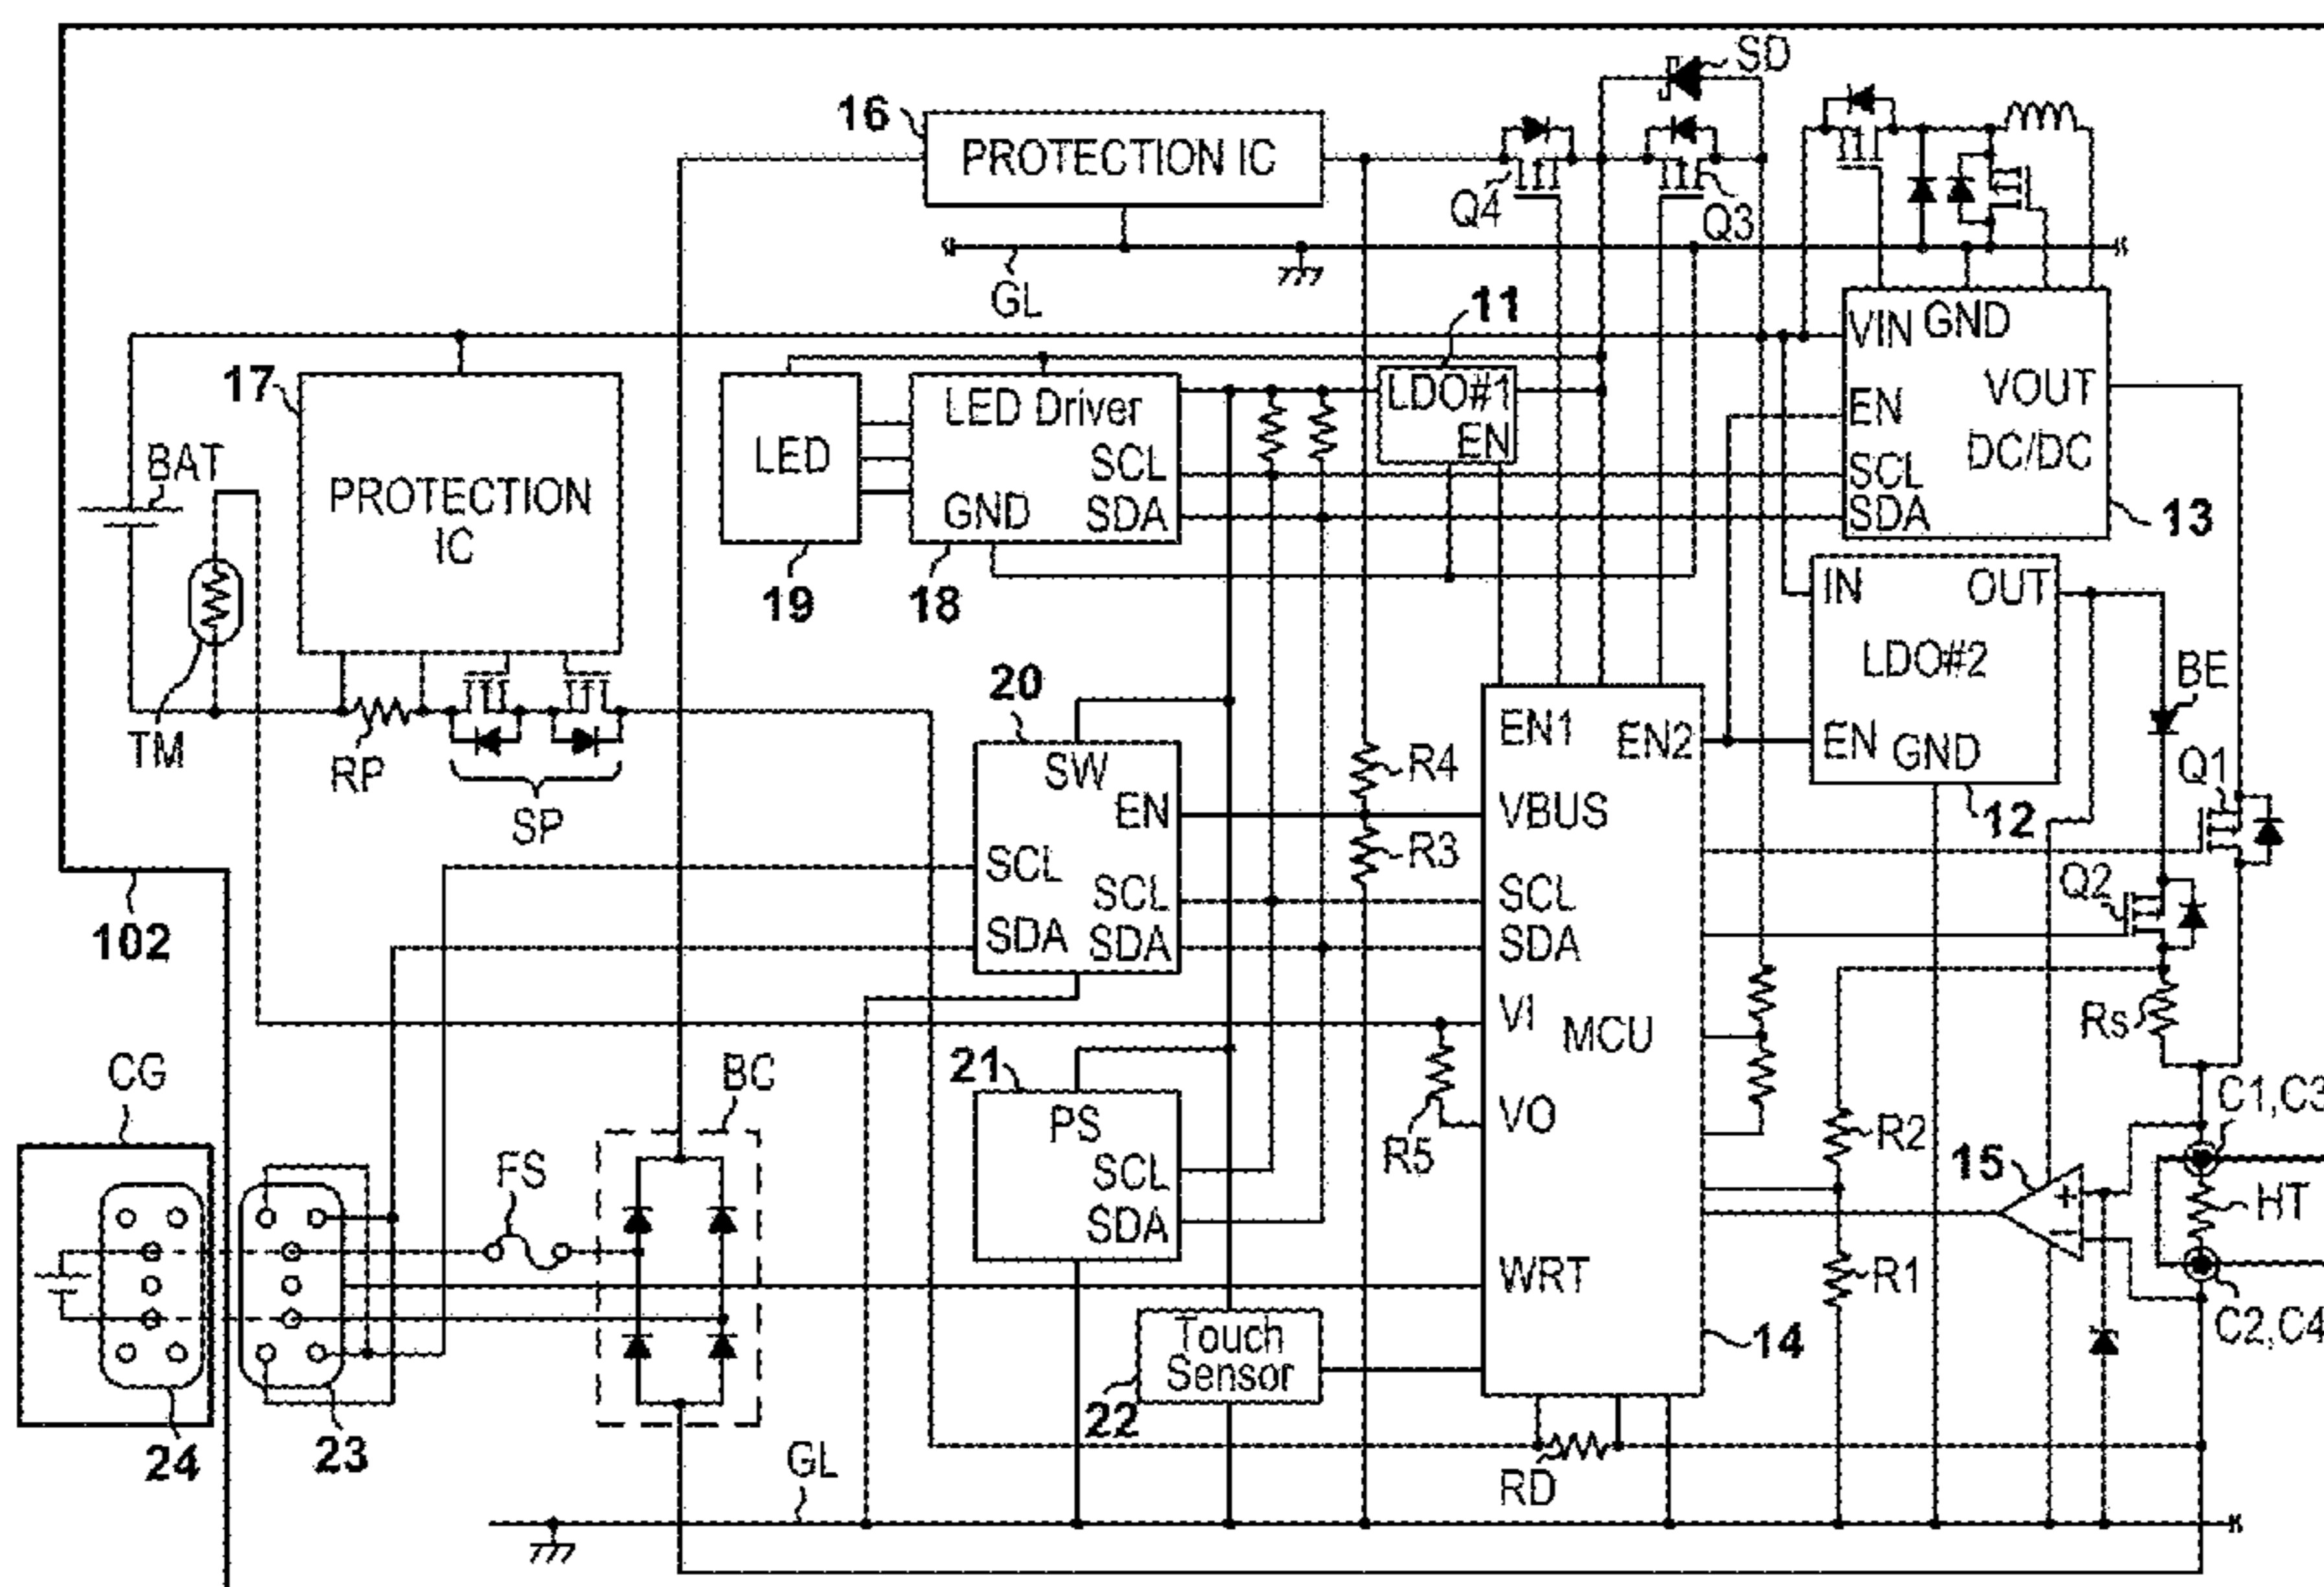 SD
16
PROTECTION IC
Q4
Q3
GL
11
VIN GND
17
LED Driver
LDO#1
VOUT
EN
EN
BAT
LED
SCL
DC/DC
PROTECTION
IC
SCL
GND
SDA
SDA
13
19
18
IN
OUT
LDO#2
20
BE
TM
RP
SW
EN1
EN2
EN
GND
Q1
R4
SP
EN
VBUS
12
SCL
R3
Q2
SCL
SCL
102
SDA
SDA
SDA
VI
MCU
Rs
CG
21
BC
C1,C3
PS
VO
R2
FS
R5
15
SCL
+
HT
SDA
−
WRT
R1
C2,C4
Touch
Sensor
14
22
24
23
GL
RD